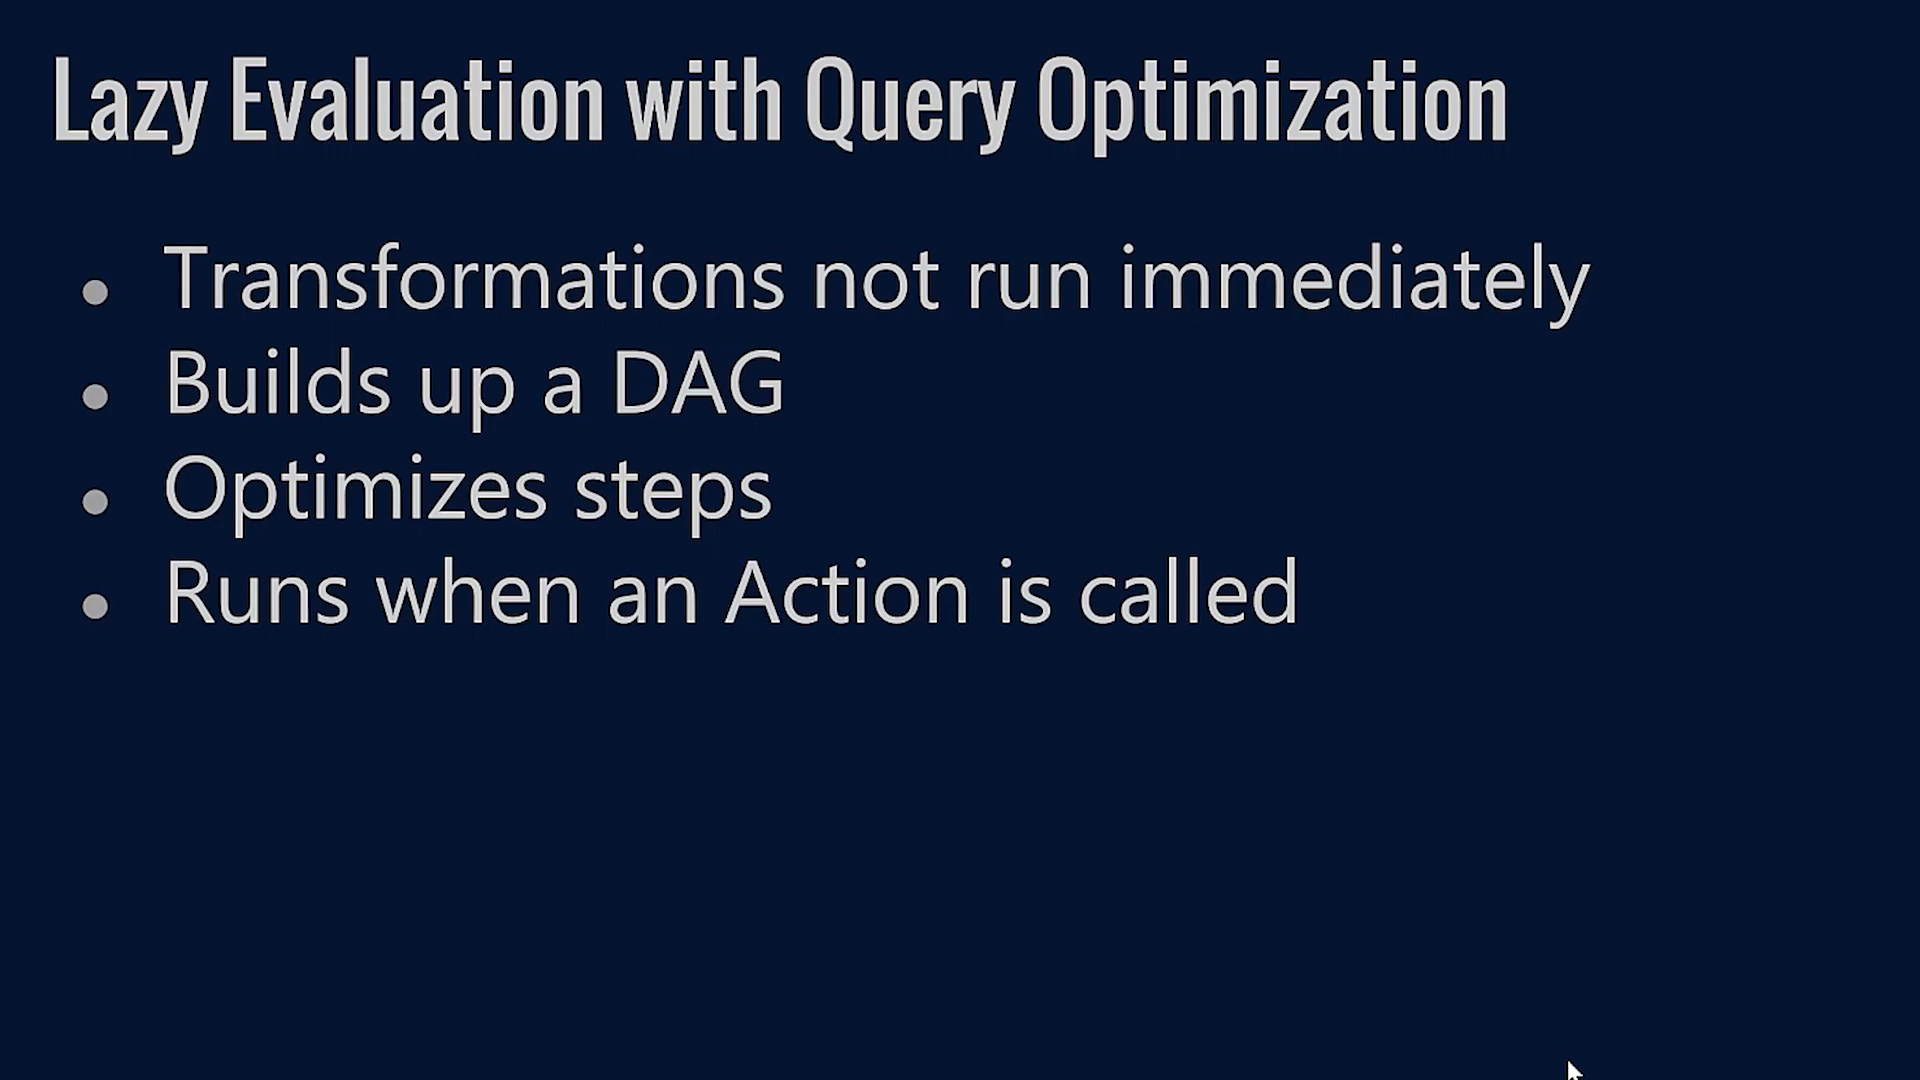 Lazy Evaluation with Query Optimization
● Transformations not run immediately
● Builds up a DAG
● Optimizes steps
● Runs when an Action is called